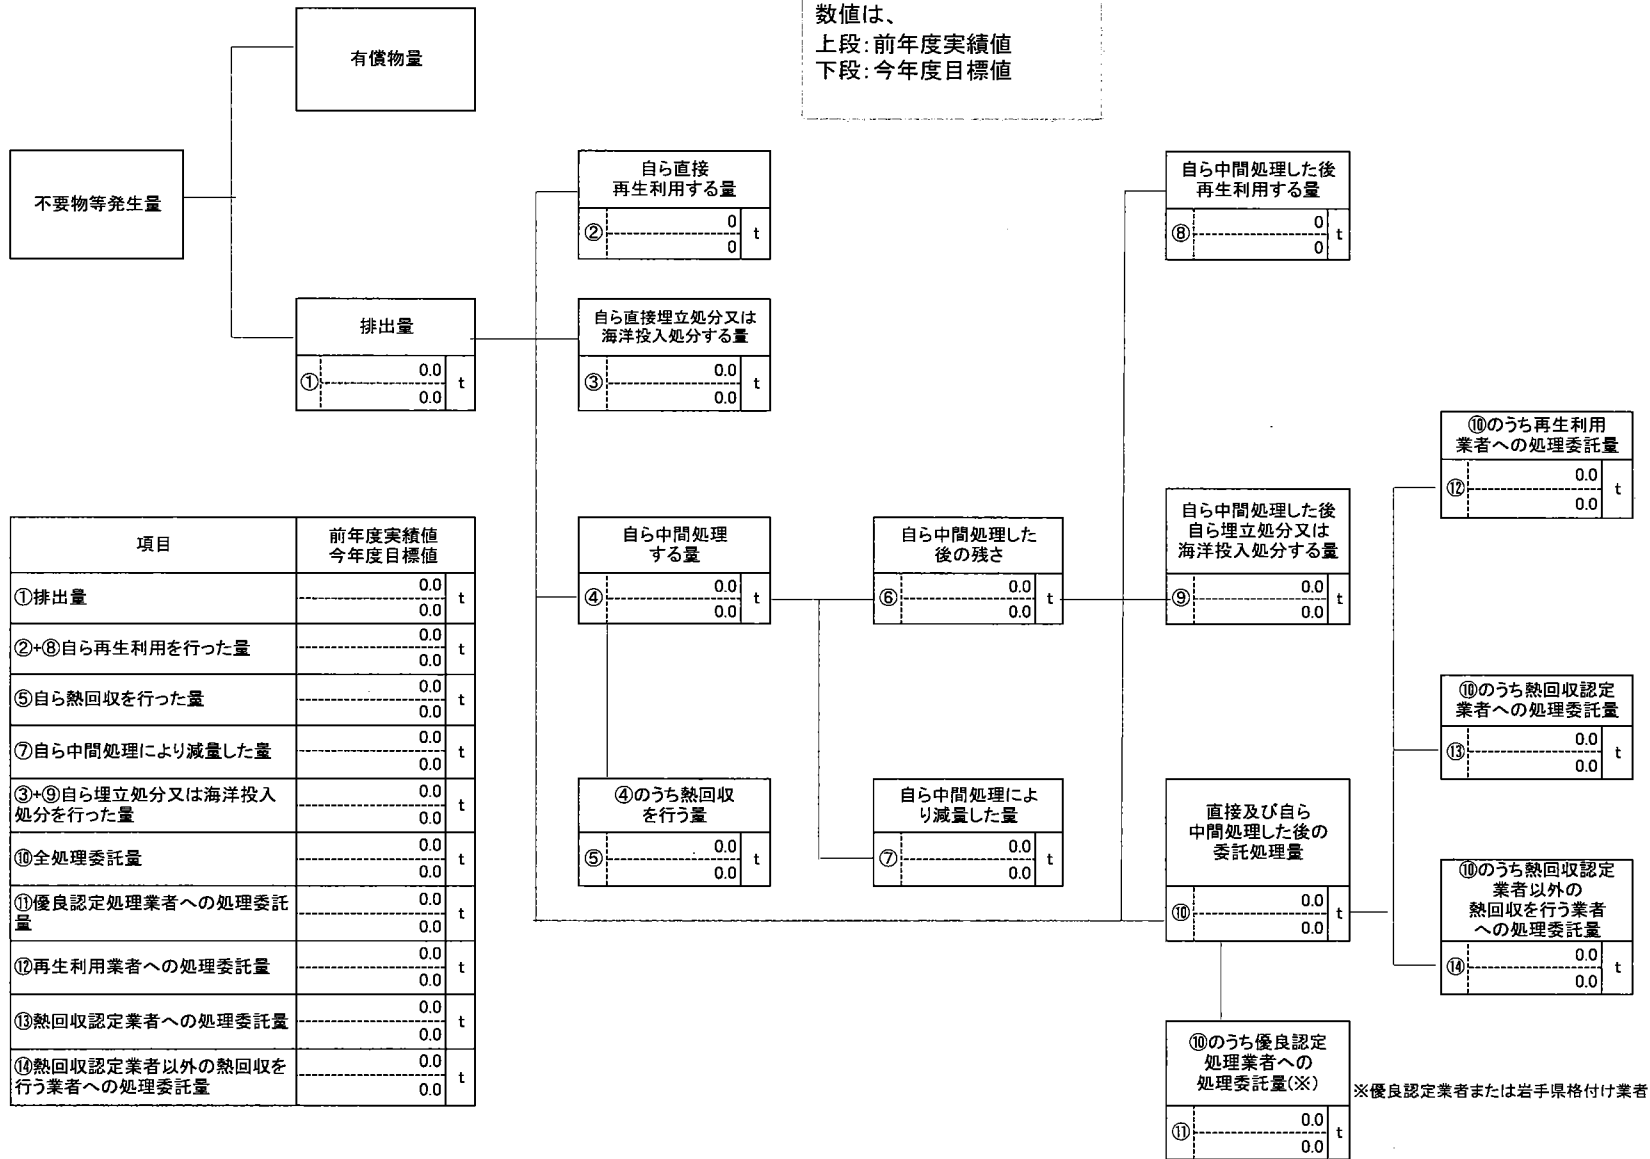 数値は、
上段:前年度実績値
下段:今年度目標値
有償物量
不要物等発生量
排出量
①
0.0
0.0
t
自ら直接
再生利用する量
②
0
0
t
自ら直接埋立処分又は
海洋投入処分する量
③
0.0
0.0
t
自ら中間処理
する量
④
0.0
0.0
t
④のうち熱回収
を行う量
⑤
0.0
0.0
t
自ら中間処理した
後の残さ
⑥
0.0
0.0
t
自ら中間処理によ
り減量した量
⑦
0.0
0.0
t
自ら中間処理した後
再生利用する量
⑧
0
0
t
自ら中間処理した後
自ら埋立処分又は
海洋投入処分する量
⑨
0.0
0.0
t
直接及び自ら
中間処理した後の
委託処理量
⑩
0.0
0.0
t
⑩のうち優良認定
処理業者への
処理委託量(※)
⑪
0.0
0.0
t
※優良認定業者または岩手県格付け業者
⑩のうち再生利用
業者への処理委託量
⑫
0.0
0.0
t
⑩のうち熱回収認定
業者への処理委託量
⑬
0.0
0.0
t
⑩のうち熱回収認定
業者以外の
熱回収を行う業者
への処理委託量
⑭
0.0
0.0
t
項目
前年度実績値
今年度目標値
①排出量
0.0
0.0
t
②+⑧自ら再生利用を行った量
0.0
0.0
t
⑤自ら熱回収を行った量
0.0
0.0
t
⑦自ら中間処理により減量した量
0.0
0.0
t
③+⑨自ら埋立処分又は海洋投入
処分を行った量
0.0
0.0
t
⑩全処理委託量
0.0
0.0
t
⑪優良認定処理業者への処理委託
量
0.0
0.0
t
⑫再生利用業者への処理委託量
0.0
0.0
t
⑬熱回収認定業者への処理委託量
0.0
0.0
t
⑭熱回収認定業者以外の熱回収を
行う業者への処理委託量
0.0
0.0
t